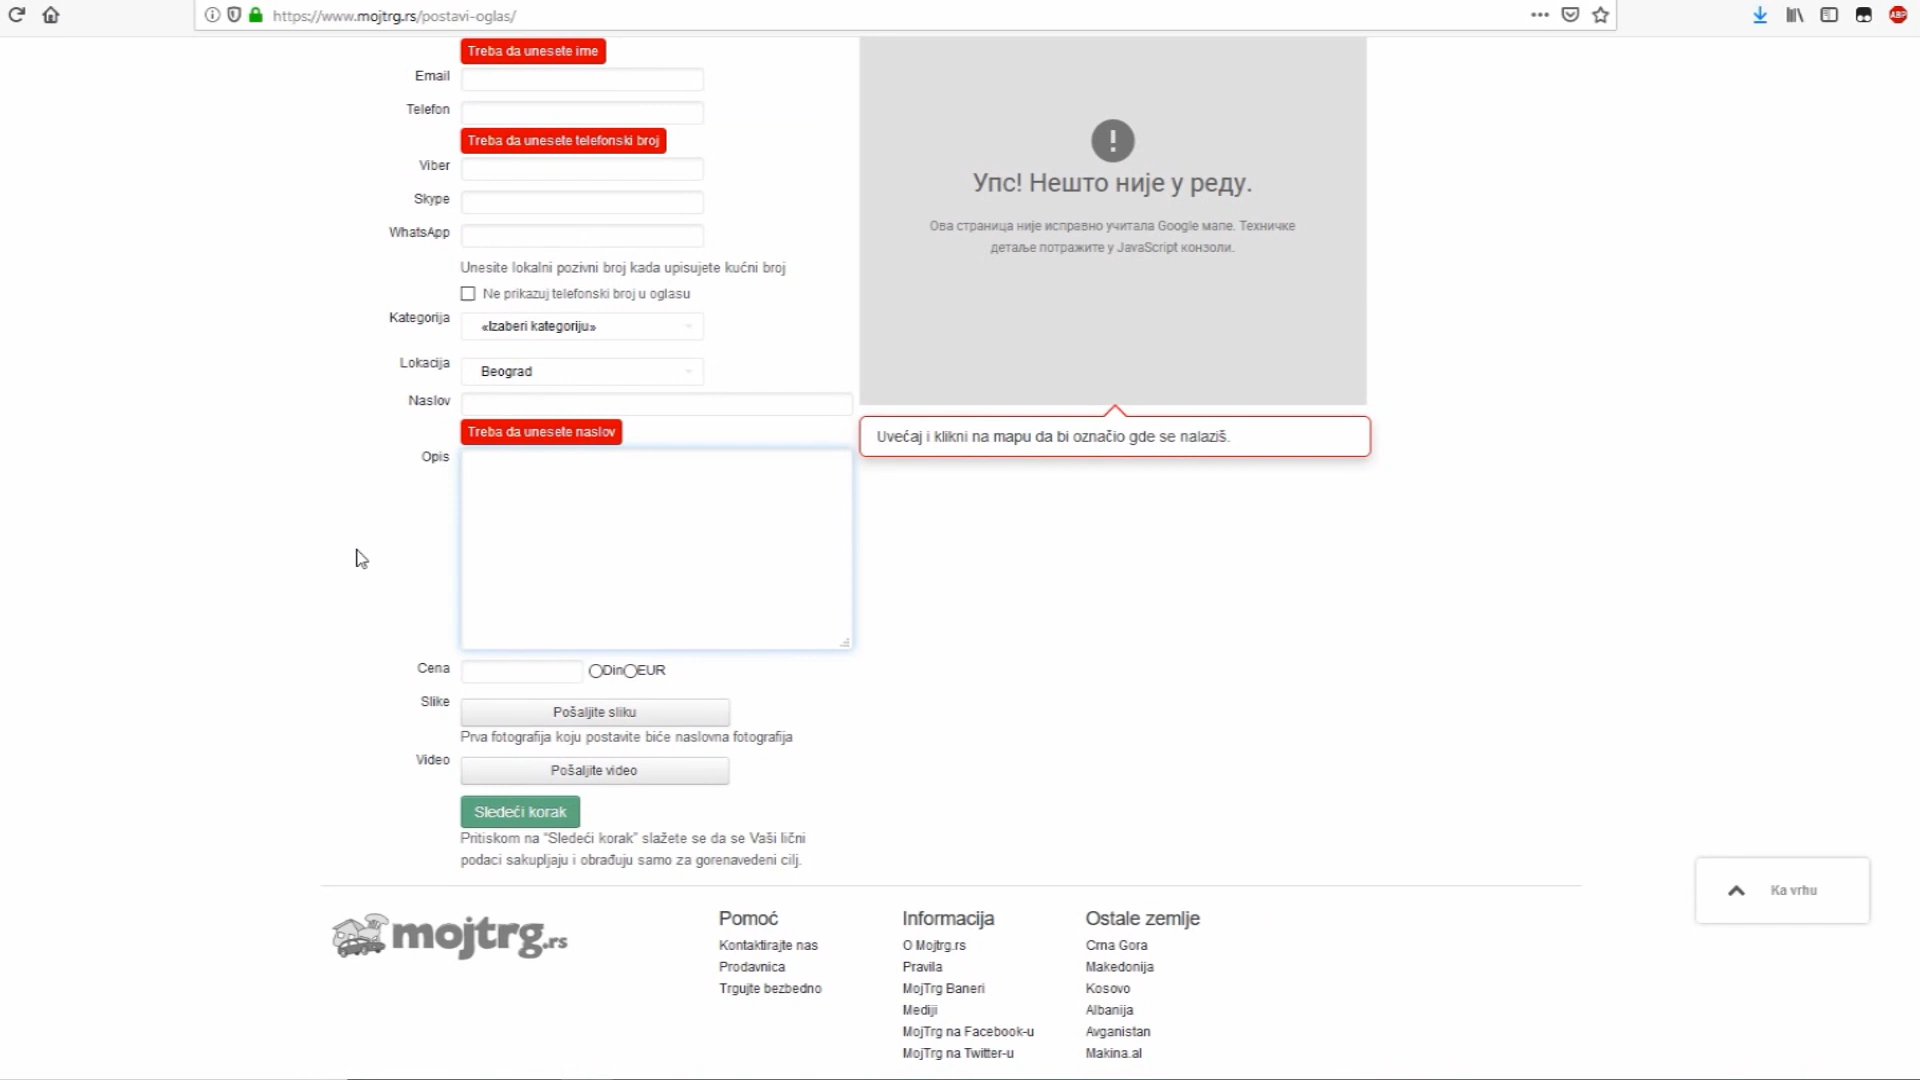 https://www.mojtrg.rs/postavi-oglas/
ABP
Treba da unesete ime
Email
Telefon
Treba da unesete telefonski broj
Viber
Skype
WhatsApp
Unesite lokalni pozivni broj kada upisujete kućni broj
Ne prikazuj telefonski broj u oglasu
Kategorija
«Izaberi kategoriju»
Lokacija
Beograd
Naslov
Treba da unesete naslov
Opis
Cena
Din EUR
Slike
Pošaljite sliku
Prva fotografija koju postavite biće naslovna fotografija
Video
Pošaljite video
Sledeći korak
Pritiskom na "Sledeći korak" slažete se da se Vaši lični
podaci sakupljaju i obrađuju samo za gorenavedeni cilj.
Упс! Нешто није у реду.
Ова страница није исправно учитала Google мапе. Техничке
детаље потражите у JavaScript конзоли.
Uvećaj i klikni na mapu da bi označio gde se nalaziš.
Ka vrhu
mojtrg.rs
Pomoć
Kontaktirajte nas
Prodavnica
Trgujte bezbedno
Informacija
O Mojtrg.rs
Pravila
MojTrg Baneri
Mediji
MojTrg na Facebook-u
MojTrg na Twitter-u
Ostale zemlje
Crna Gora
Makedonija
Kosovo
Albanija
Avganistan
Makina.al